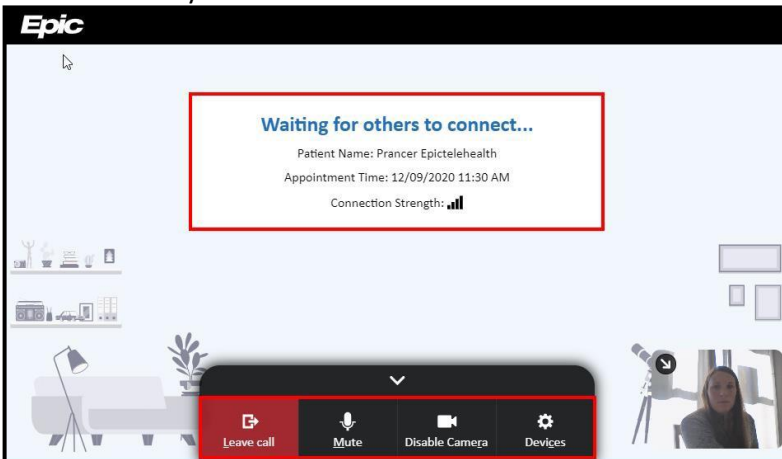 Epic
Waiting for others to connect...
Patient Name: Prancer Epictelehealth
Appointment Time: 12/09/2020 11:30 AM
Connection Strength:
Leave call Mute Disable Camera Devices